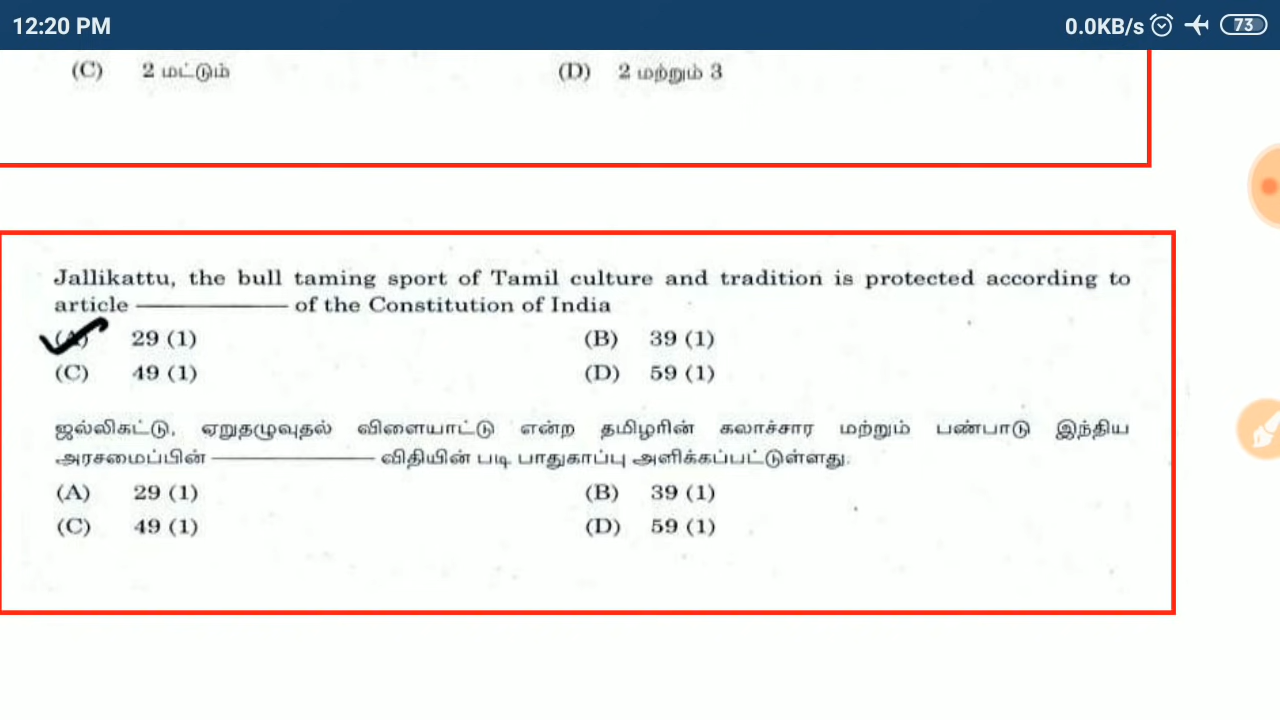 12:20 PM 0.0KB/s 73
(C) 2 மட்டும் (D) 2 மற்றும் 3
Jallikattu, the bull taming sport of Tamil culture and tradition is protected according to
article ———— of the Constitution of India
(A) 29 (1) (B) 39 (1)
(C) 49 (1) (D) 59 (1)
ஜல்லிகட்டு, ஏறுதழுவுதல் விளையாட்டு என்ற தமிழரின் கலாச்சார மற்றும் பண்பாடு இந்திய
அரசமைப்பின் ———— விதியின் படி பாதுகாப்பு அளிக்கப்பட்டுள்ளது.
(A) 29 (1) (B) 39 (1)
(C) 49 (1) (D) 59 (1)